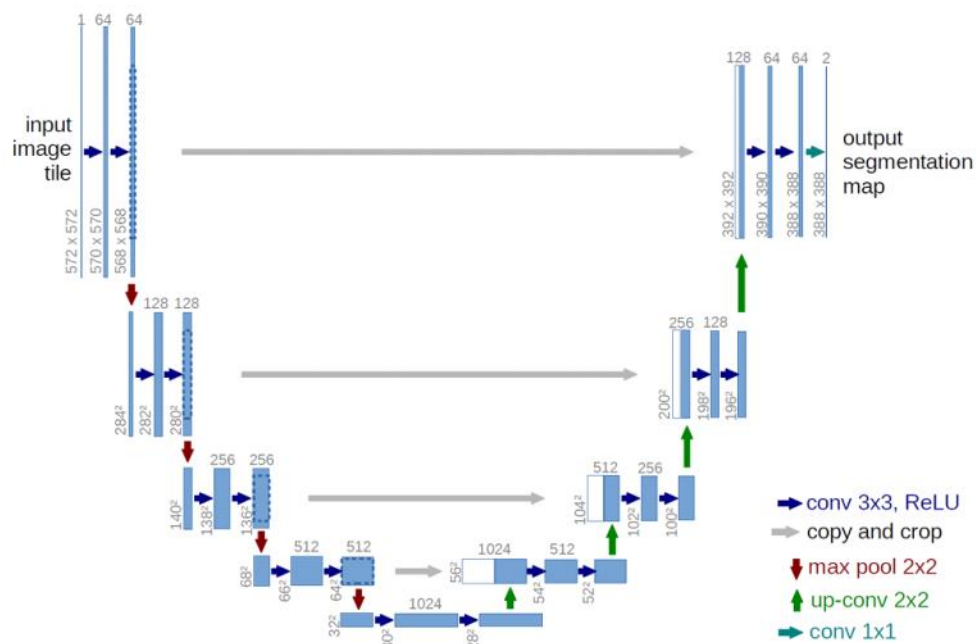 1 64 64
128 64 64 2
input
image
tile
output
segmentation
map
572 x 572
570 x 570
568 x 568
392 x 392
390 x 390
388 x 388
388 x 388
128 128
256 128
284²
282²
280²
200²
198²
196²
256 256
512 256
140²
138²
136²
104²
102²
100²
512 512
1024 512
68²
66²
64²
56²
54²
52²
1024
32²
conv 3x3, ReLU
copy and crop
max pool 2x2
up-conv 2x2
conv 1x1